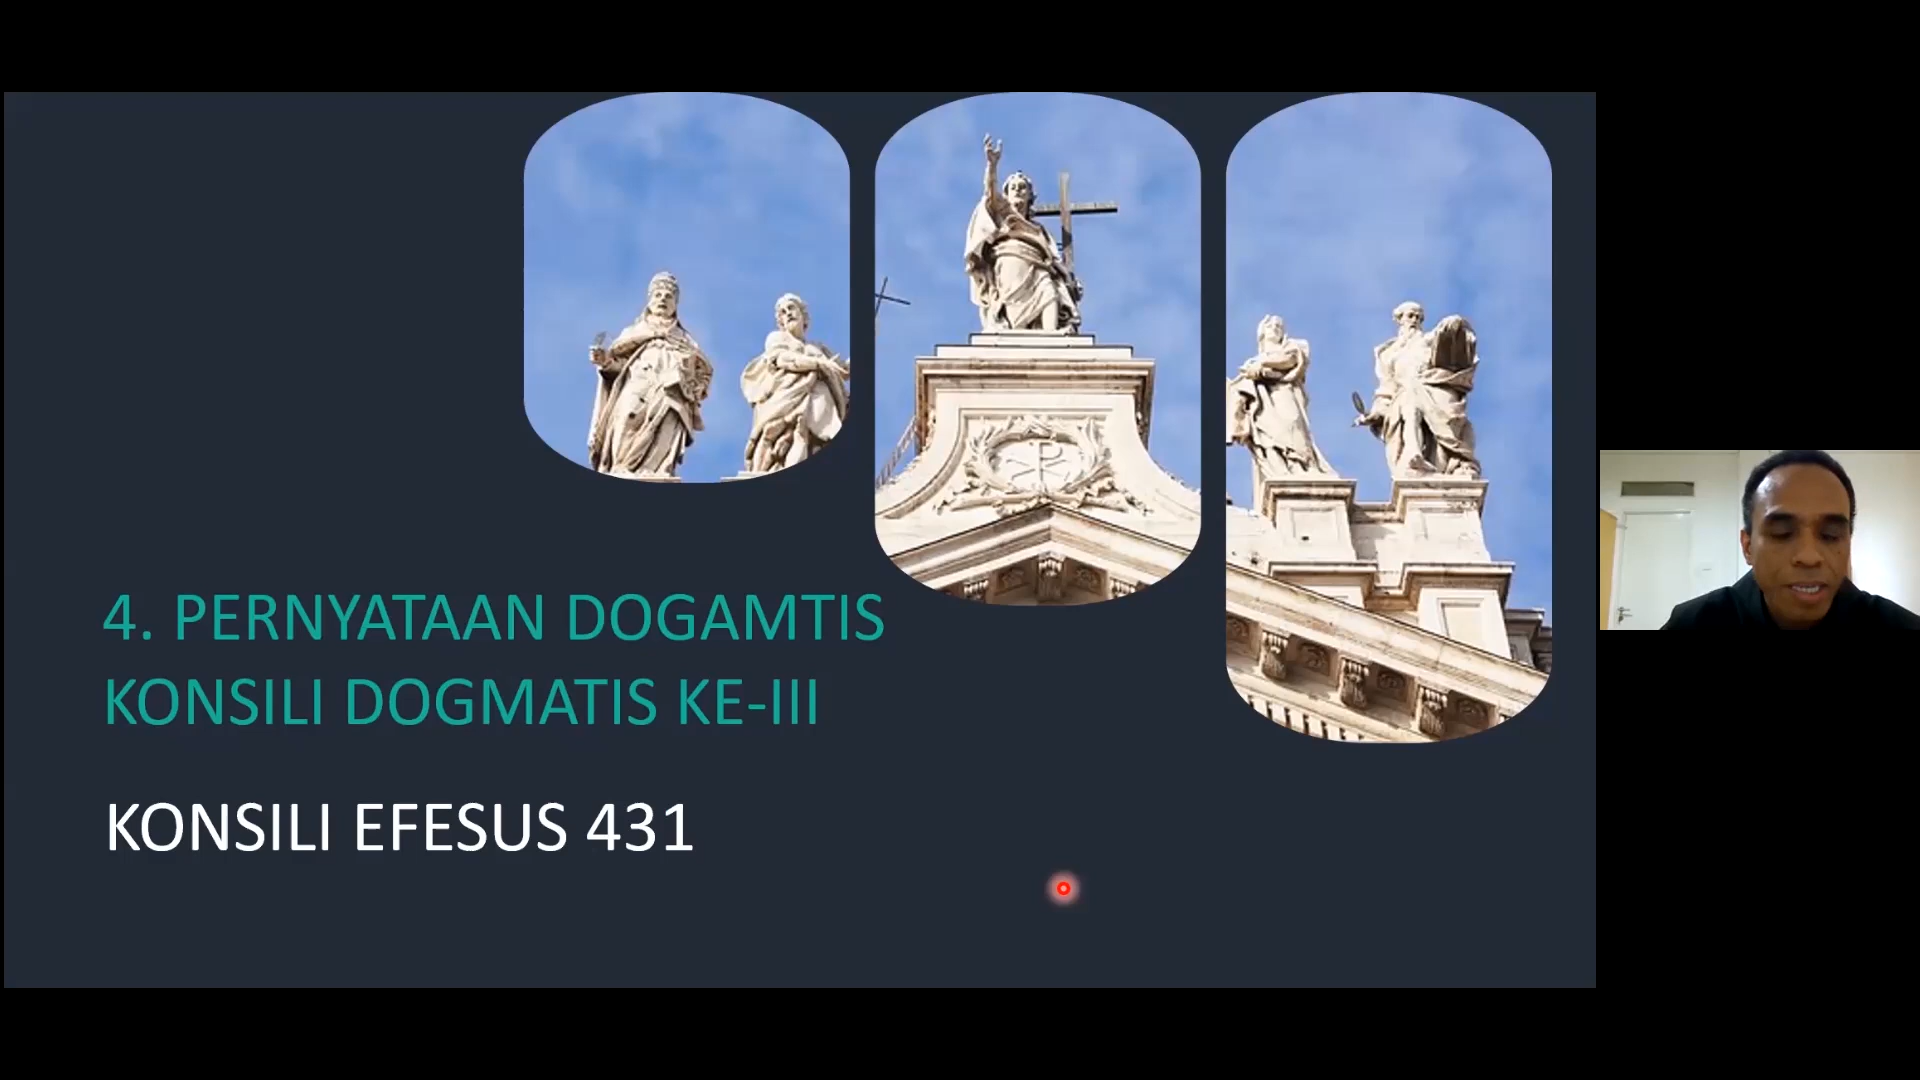 4. PERNYATAAN DOGAMTIS
KONSILI DOGMATIS KE-III
KONSILI EFESUS 431